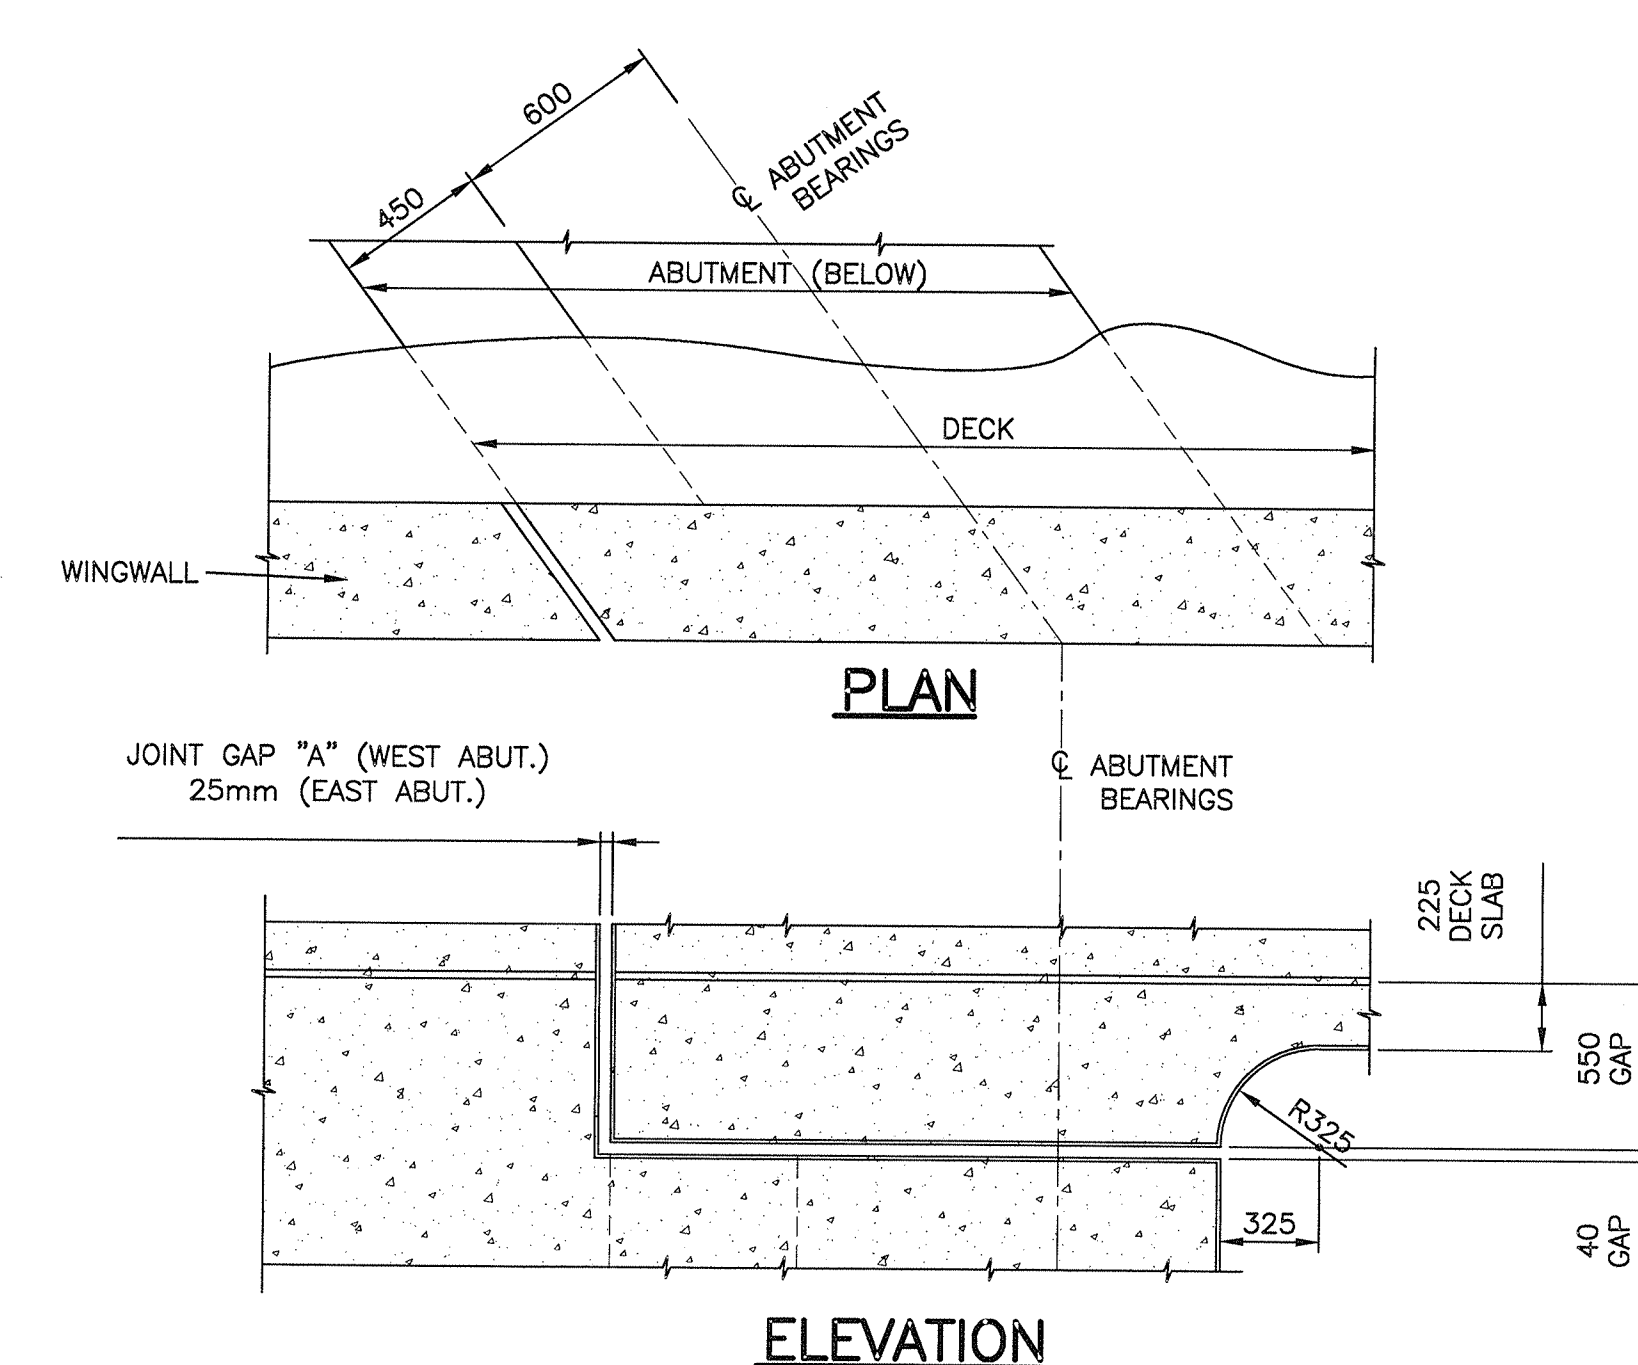 600
450
℄ ABUTMENT
BEARINGS
ABUTMENT (BELOW)
DECK
WINGWALL
PLAN
JOINT GAP "A" (WEST ABUT.)
25mm (EAST ABUT.)
℄ ABUTMENT
BEARINGS
225
DECK
SLAB
550
GAP
R325
325
40
GAP
ELEVATION